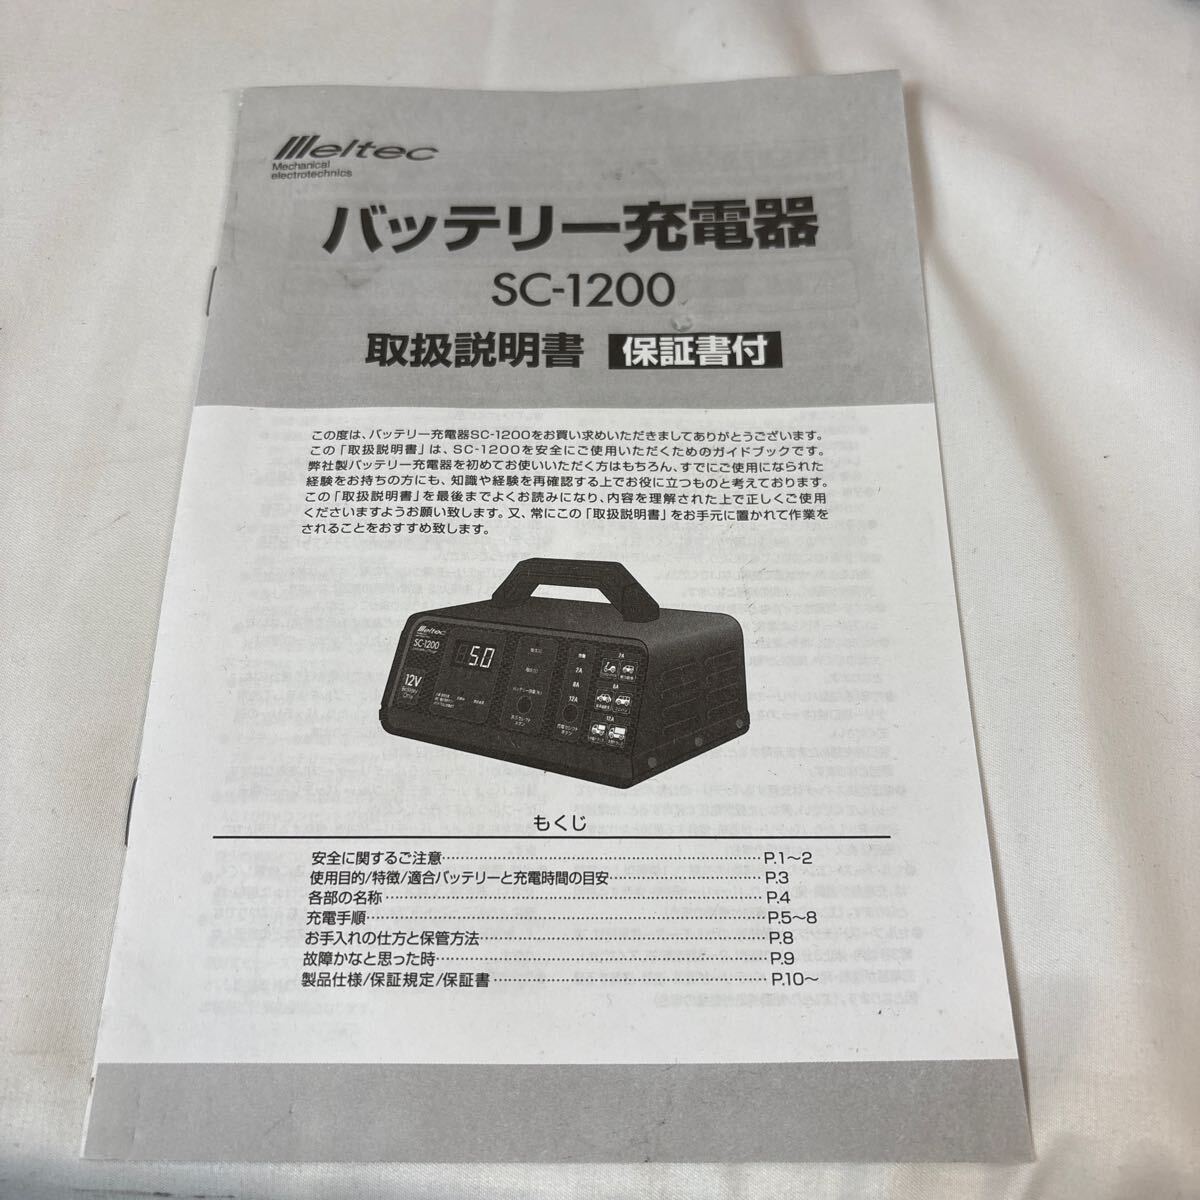 Meltec
Mechanical
electrotechnics
バッテリー充電器
SC-1200
取扱説明書 保証書付
この度は、バッテリー充電器SC-1200をお買い求めいただきましてありがとうございます。
この「取扱説明書」は、SC-1200を安全にご使用いただくためのガイドブックです。
弊社製バッテリー充電器を初めてお使いいただく方はもちろん、すでにご使用になられた
経験をお持ちの方にも、知識や経験を再確認する上でお役に立つものと考えております。
この「取扱説明書」を最後までよくお読みになり、内容を理解された上で正しくご使用
くださいますようお願い致します。又、常にこの「取扱説明書」をお手元に置かれて作業を
されることをおすすめ致します。
Meltec
SC-1200
5.0
12V
Battery
Only
2A
8A
12A
2A
8A
12A
もくじ
安全に関するご注意 P.1～2
使用目的/特徴/適合バッテリーと充電時間の目安 P.3
各部の名称 P.4
充電手順 P.5～8
お手入れの仕方と保管方法 P.8
故障かなと思った時 P.9
製品仕様/保証規定/保証書 P.10～